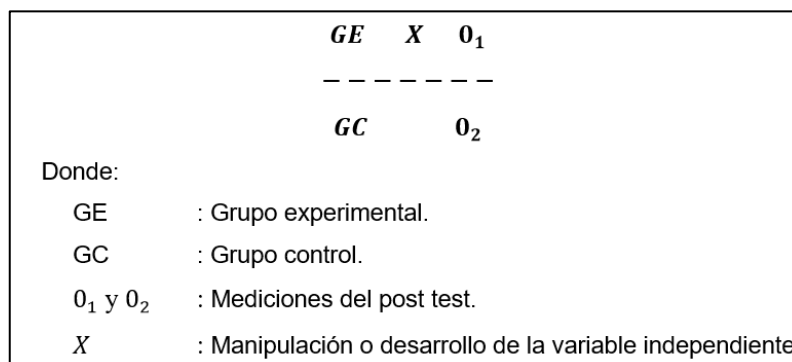 GE X 0₁
– – – – – – –
GC 0₂
Donde:
GE : Grupo experimental.
GC : Grupo control.
0₁ y 0₂ : Mediciones del post test.
X : Manipulación o desarrollo de la variable independiente